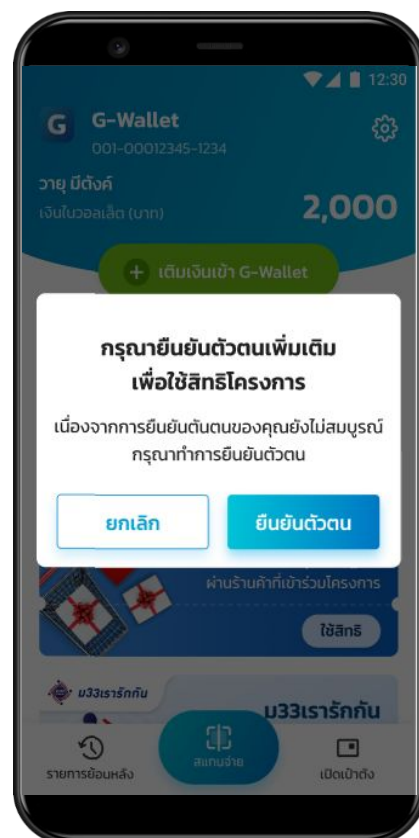 12:30
G G-Wallet
001-00012345-1234
วายุ มีตังค์
เงินในวอลเล็ต (บาท) 2,000
+ เติมเงินเข้า G-Wallet
กรุณายืนยันตัวตนเพิ่มเติม
เพื่อใช้สิทธิโครงการ
เนื่องจากการยืนยันตันตนของคุณยังไม่สมบูรณ์
กรุณาทำการยืนยันตัวตน
ยกเลิก ยืนยันตัวตน
ผ่านร้านค้าที่เข้าร่วมโครงการ
ใช้สิทธิ
ม33เรารักกัน
ม33เรารักกัน
รายการย้อนหลัง สแกนจ่าย เปิดเป๋าตัง